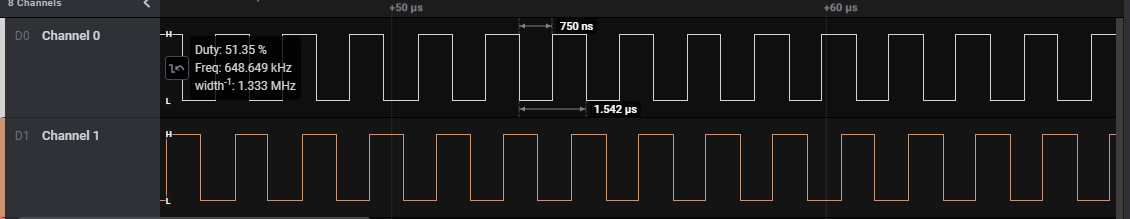 8 Channels
+50 µs
+60 µs
D0 Channel 0
H
L
Duty: 51.35 %
Freq: 648.649 kHz
width-1: 1.333 MHz
750 ns
1.542 µs
D1 Channel 1
H
L